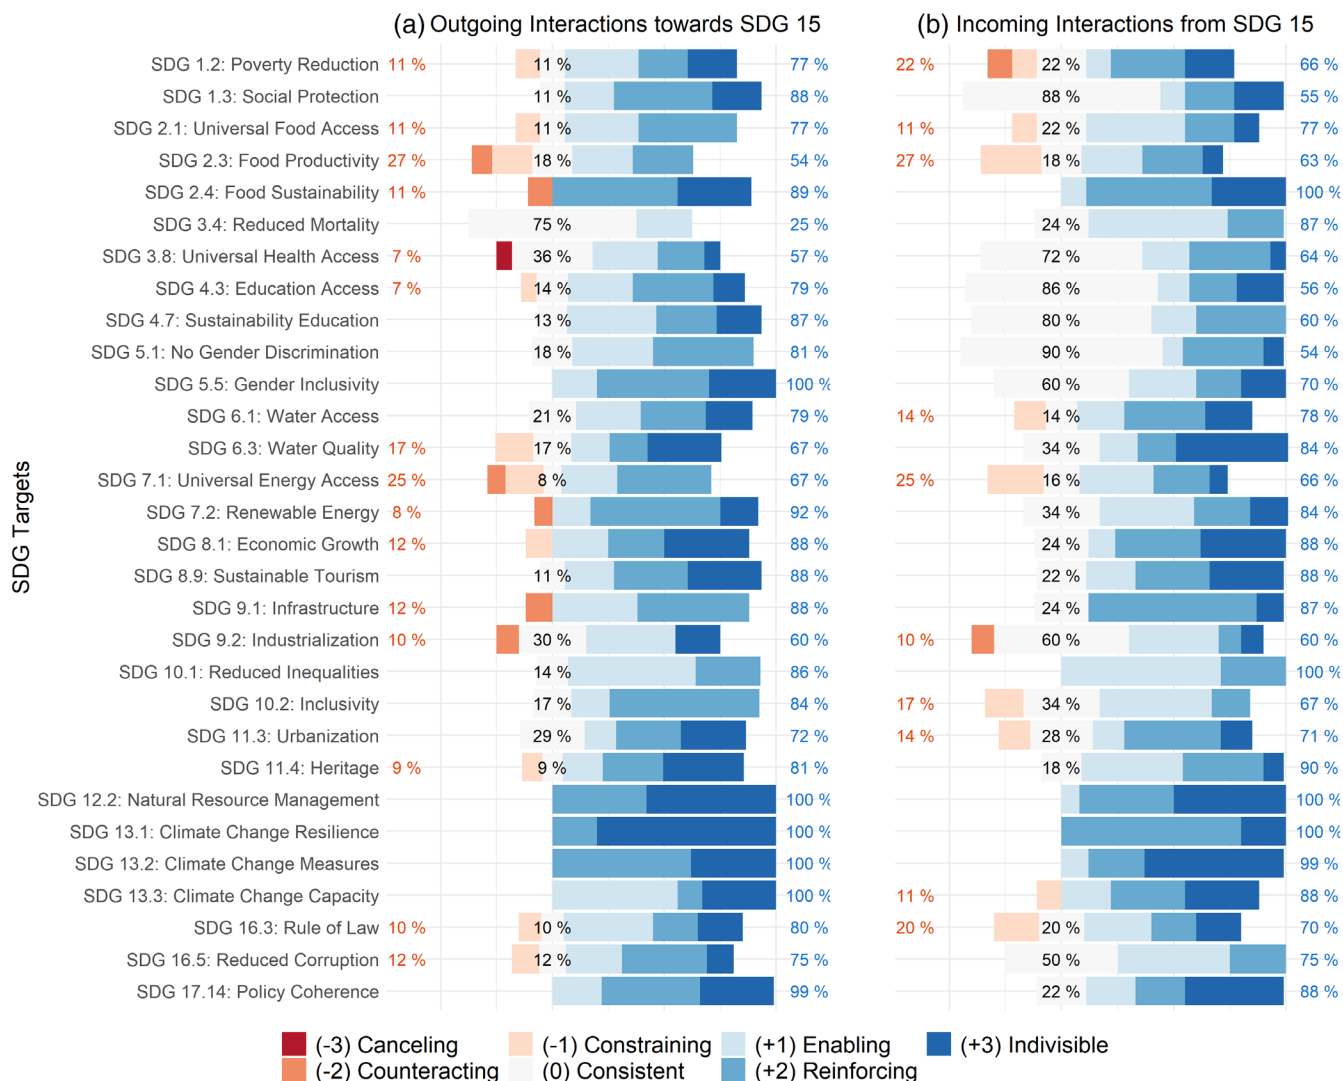 (a) Outgoing Interactions towards SDG 15 (b) Incoming Interactions from SDG 15
SDG Targets
SDG 1.2: Poverty Reduction 11 % 11 % 77 % 22 % 22 % 66 %
SDG 1.3: Social Protection 11 % 88 % 88 % 55 %
SDG 2.1: Universal Food Access 11 % 11 % 77 % 11 % 22 % 77 %
SDG 2.3: Food Productivity 27 % 18 % 54 % 27 % 18 % 63 %
SDG 2.4: Food Sustainability 11 % 89 % 100 %
SDG 3.4: Reduced Mortality 75 % 25 % 24 % 87 %
SDG 3.8: Universal Health Access 7 % 36 % 57 % 72 % 64 %
SDG 4.3: Education Access 7 % 14 % 79 % 86 % 56 %
SDG 4.7: Sustainability Education 13 % 87 % 80 % 60 %
SDG 5.1: No Gender Discrimination 18 % 81 % 90 % 54 %
SDG 5.5: Gender Inclusivity 100 % 60 % 70 %
SDG 6.1: Water Access 21 % 79 % 14 % 14 % 78 %
SDG 6.3: Water Quality 17 % 17 % 67 % 34 % 84 %
SDG 7.1: Universal Energy Access 25 % 8 % 67 % 25 % 16 % 66 %
SDG 7.2: Renewable Energy 8 % 92 % 34 % 84 %
SDG 8.1: Economic Growth 12 % 88 % 24 % 88 %
SDG 8.9: Sustainable Tourism 11 % 88 % 22 % 88 %
SDG 9.1: Infrastructure 12 % 88 % 24 % 87 %
SDG 9.2: Industrialization 10 % 30 % 60 % 10 % 60 % 60 %
SDG 10.1: Reduced Inequalities 14 % 86 % 100 %
SDG 10.2: Inclusivity 17 % 84 % 17 % 34 % 67 %
SDG 11.3: Urbanization 29 % 72 % 14 % 28 % 71 %
SDG 11.4: Heritage 9 % 9 % 81 % 18 % 90 %
SDG 12.2: Natural Resource Management 100 % 100 %
SDG 13.1: Climate Change Resilience 100 % 100 %
SDG 13.2: Climate Change Measures 100 % 99 %
SDG 13.3: Climate Change Capacity 100 % 11 % 88 %
SDG 16.3: Rule of Law 10 % 10 % 80 % 20 % 20 % 70 %
SDG 16.5: Reduced Corruption 12 % 12 % 75 % 50 % 75 %
SDG 17.14: Policy Coherence 99 % 22 % 88 %
(-3) Canceling (-1) Constraining (+1) Enabling (+3) Indivisible
(-2) Counteracting (0) Consistent (+2) Reinforcing